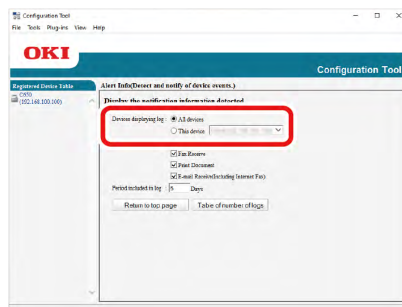 Configuration Tool
File Tools Plug-ins View Help
OKI
Configuration Tool
Registered Device Table
(192.168.100.100)
Alert Info(Detect and notify of device events.)
Display the notification information detected
Devices displaying log : All devices
This device
Fax Receive
Print Document
E-mail Receive(Including Internet Fax)
Period included in log : 5 Days
Return to top page Table of number of logs